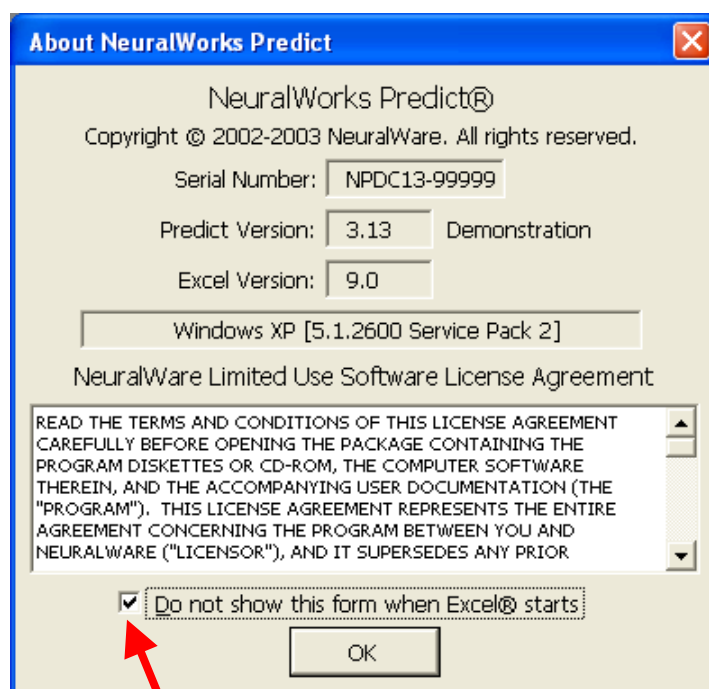 About NeuralWorks Predict
NeuralWorks Predict®
Copyright © 2002-2003 NeuralWare. All rights reserved.
Serial Number: NPDC13-99999
Predict Version: 3.13 Demonstration
Excel Version: 9.0
Windows XP [5.1.2600 Service Pack 2]
NeuralWare Limited Use Software License Agreement
READ THE TERMS AND CONDITIONS OF THIS LICENSE AGREEMENT
CAREFULLY BEFORE OPENING THE PACKAGE CONTAINING THE
PROGRAM DISKETTES OR CD-ROM, THE COMPUTER SOFTWARE
THEREIN, AND THE ACCOMPANYING USER DOCUMENTATION (THE
"PROGRAM"). THIS LICENSE AGREEMENT REPRESENTS THE ENTIRE
AGREEMENT CONCERNING THE PROGRAM BETWEEN YOU AND
NEURALWARE ("LICENSOR"), AND IT SUPERSEDES ANY PRIOR
Do not show this form when Excel® starts
OK